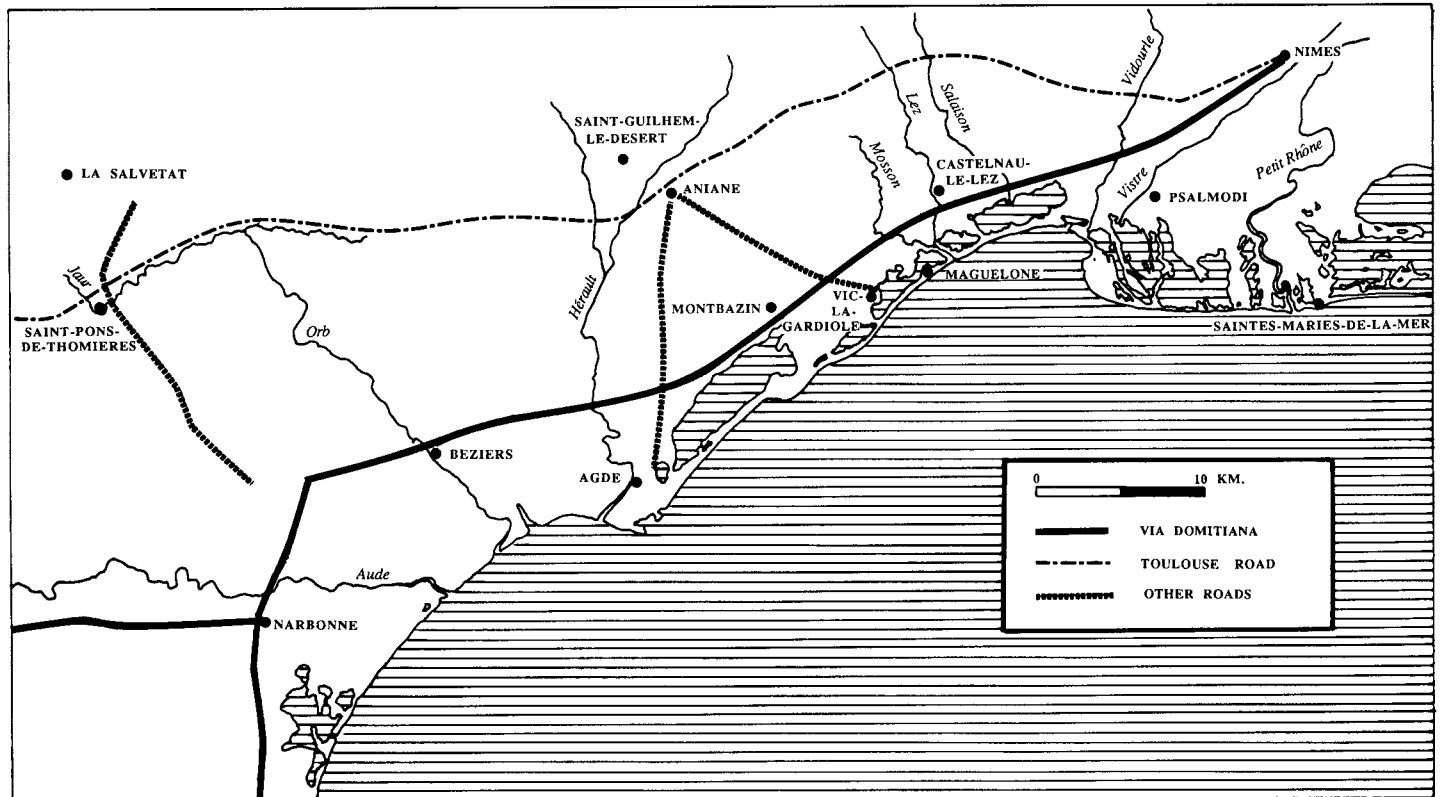 NIMES
Vidourle
Salaison
Lez
SAINT-GUILHEM-
LE-DESERT
Mosson
Petit Rhône
CASTELNAU-
LE-LEZ
LA SALVETAT
Vistre
ANIANE
PSALMODI
Jaur
MAGUELONE
Hérault
VIC-
LA-
GARDIOLE
MONTBAZIN
SAINTES-MARIES-DE-LA-MER
SAINT-PONS-
DE-THOMIERES
Orb
BEZIERS
AGDE
0 10 KM.
VIA DOMITIANA
TOULOUSE ROAD
OTHER ROADS
Aude
NARBONNE